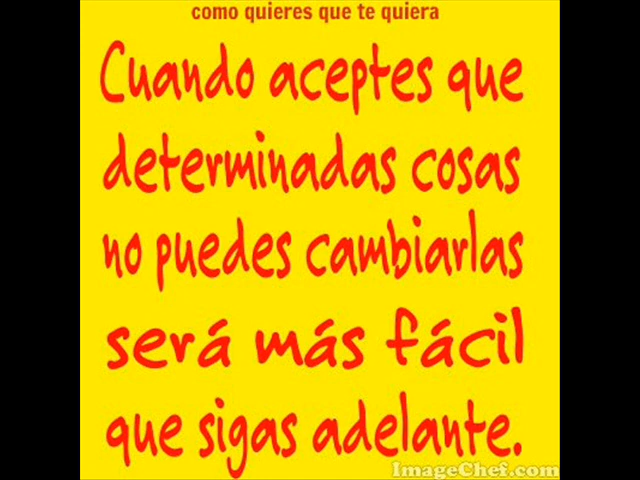 como quieres que te quiera
Cuando aceptes que
determinadas cosas
no puedes cambiarlas
será más fácil
que sigas adelante.
ImageChef.com